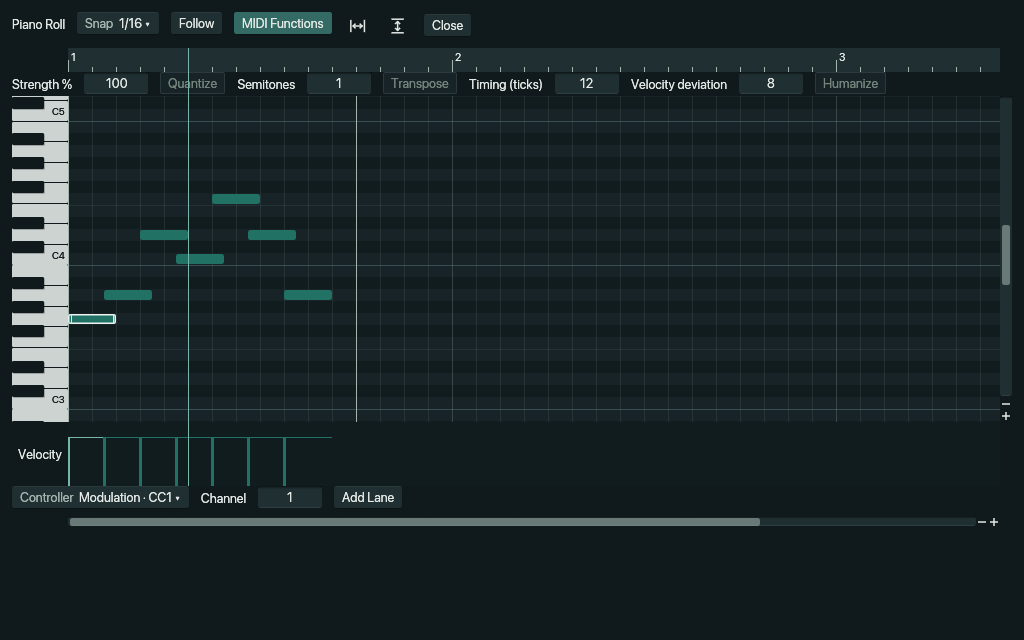 Piano Roll Snap 1/16 Follow MIDI Functions Close
1 2 3
Strength % 100 Quantize Semitones 1 Transpose Timing (ticks) 12 Velocity deviation 8 Humanize
C5
C4
C3
Velocity
Controller Modulation · CC1 Channel 1 Add Lane